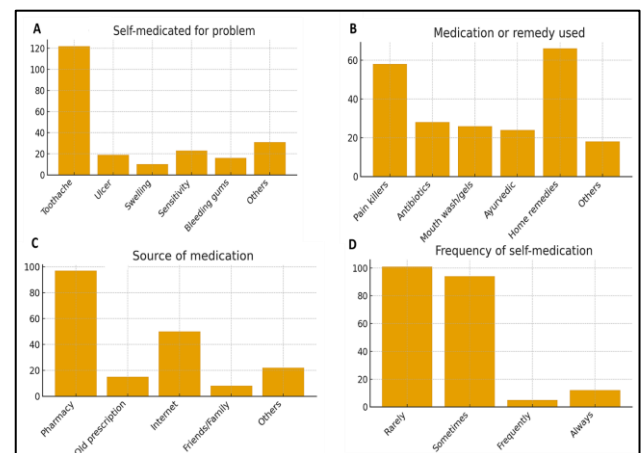 A
Self-medicated for problem
120
100
80
60
40
20
0
Toothache
Ulcer
Swelling
Sensitivity
Bleeding gums
Others
B
Medication or remedy used
60
40
20
0
Pain killers
Antibiotics
Mouth wash/gels
Ayurvedic
Home remedies
Others
C
Source of medication
100
80
60
40
20
0
Pharmacy
Old prescription
Internet
Friends/Family
Others
D
Frequency of self-medication
100
80
60
40
20
0
Rarely
Sometimes
Frequently
Always